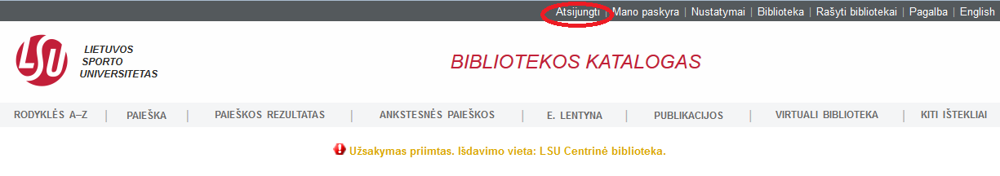 Atsijungti | Mano paskyra | Nustatymai | Biblioteka | Rašyti bibliotekai | Pagalba | English
LSU
LIETUVOS
SPORTO
UNIVERSITETAS
BIBLIOTEKOS KATALOGAS
RODYKLĖS A–Z | PAIEŠKA | PAIEŠKOS REZULTATAS | ANKSTESNĖS PAIEŠKOS | E. LENTYNA | PUBLIKACIJOS | VIRTUALI BIBLIOTEKA | KITI IŠTEKLIAI
Užsakymas priimtas. Išdavimo vieta: LSU Centrinė biblioteka.